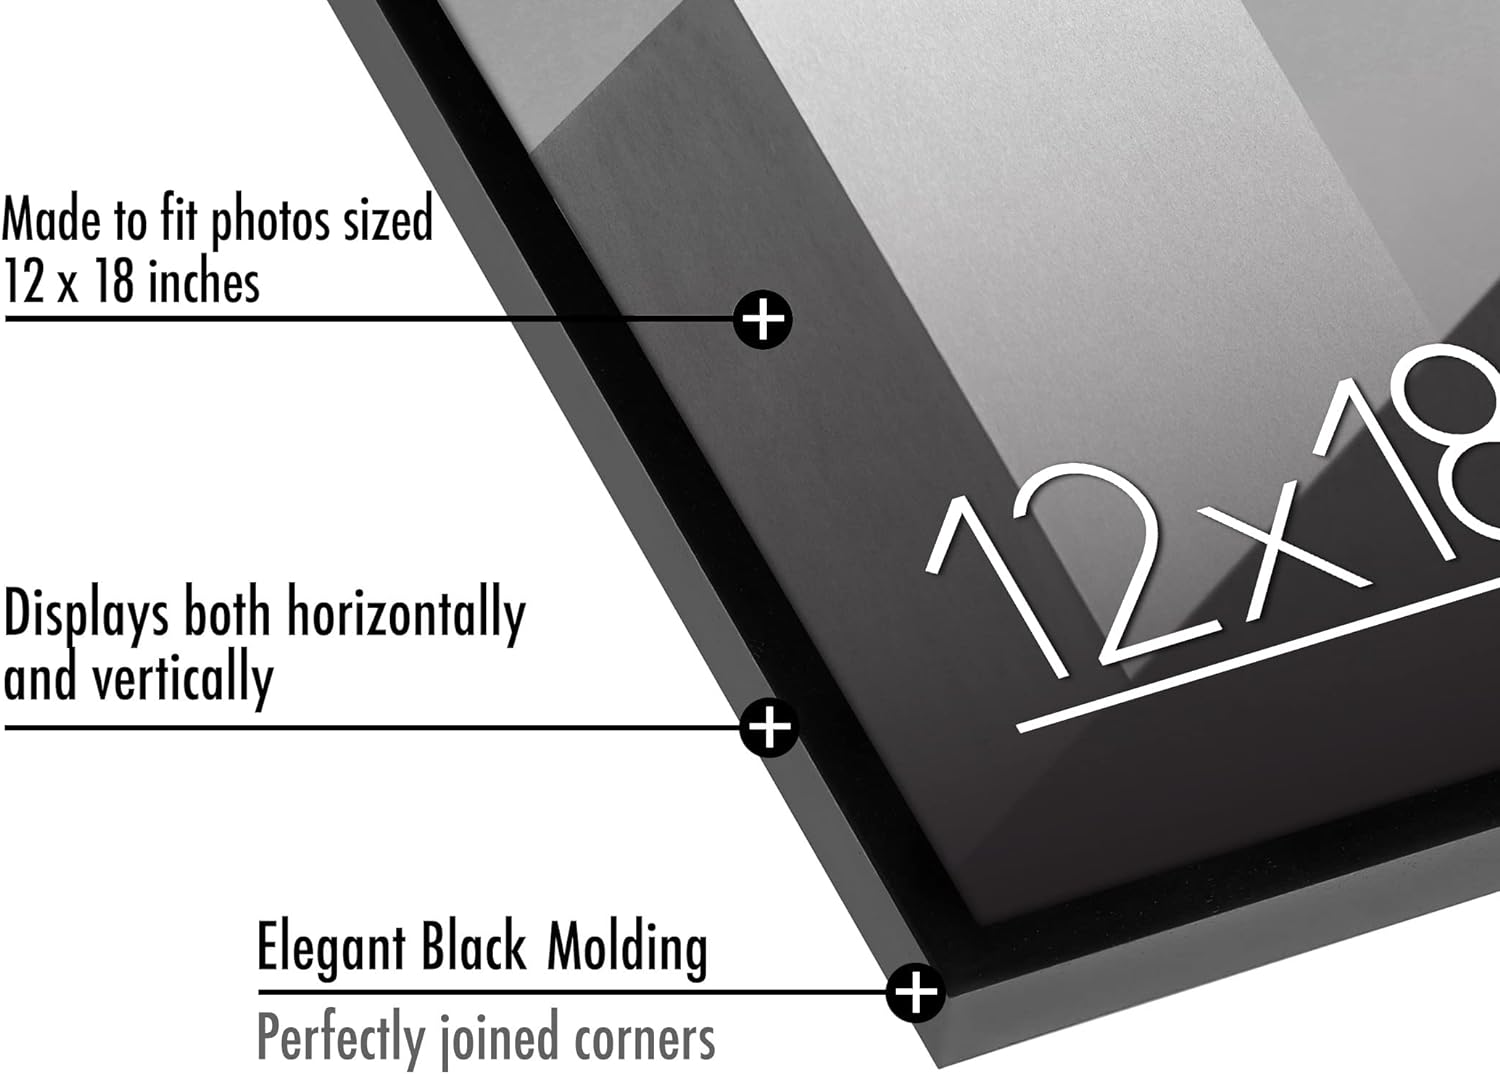 Made to fit photos sized
12 x 18 inches
12x18
Displays both horizontally
and vertically
Elegant Black Molding
Perfectly joined corners